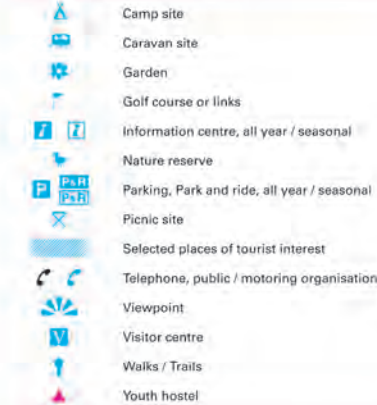 Camp site
Caravan site
Garden
Golf course or links
i i Information centre, all year / seasonal
Nature reserve
P P&R P&R Parking, Park and ride, all year / seasonal
Picnic site
Selected places of tourist interest
Telephone, public / motoring organisation
Viewpoint
V Visitor centre
Walks / Trails
Youth hostel